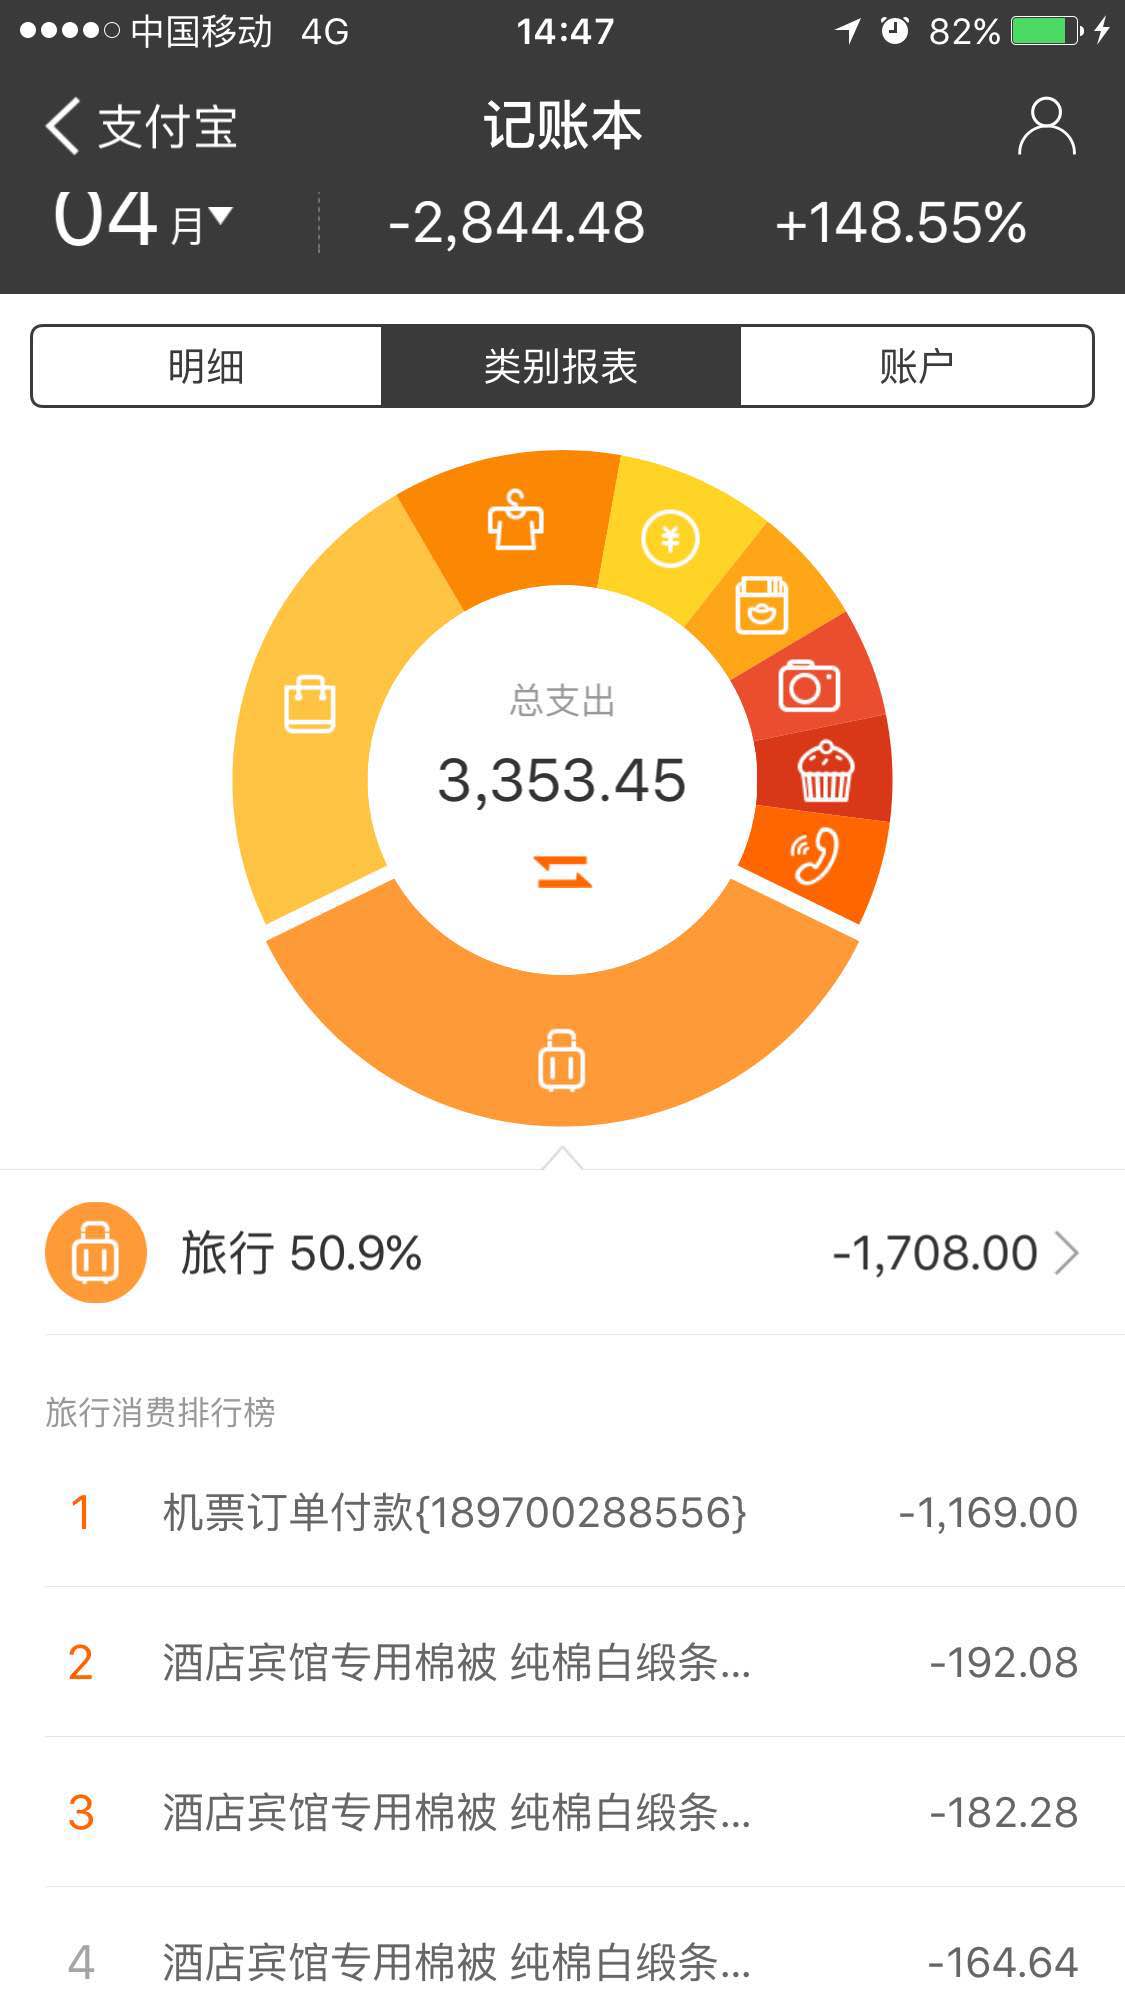 中国移动 4G 14:47 82%
支付宝 记账本
04月 -2,844.48 +148.55%
明细 类别报表 账户
¥
总支出
3,353.45
旅行 50.9% -1,708.00
旅行消费排行榜
1 机票订单付款{189700288556} -1,169.00
2 酒店宾馆专用棉被 纯棉白缎条... -192.08
3 酒店宾馆专用棉被 纯棉白缎条... -182.28
4 酒店宾馆专用棉被 纯棉白缎条... -164.64